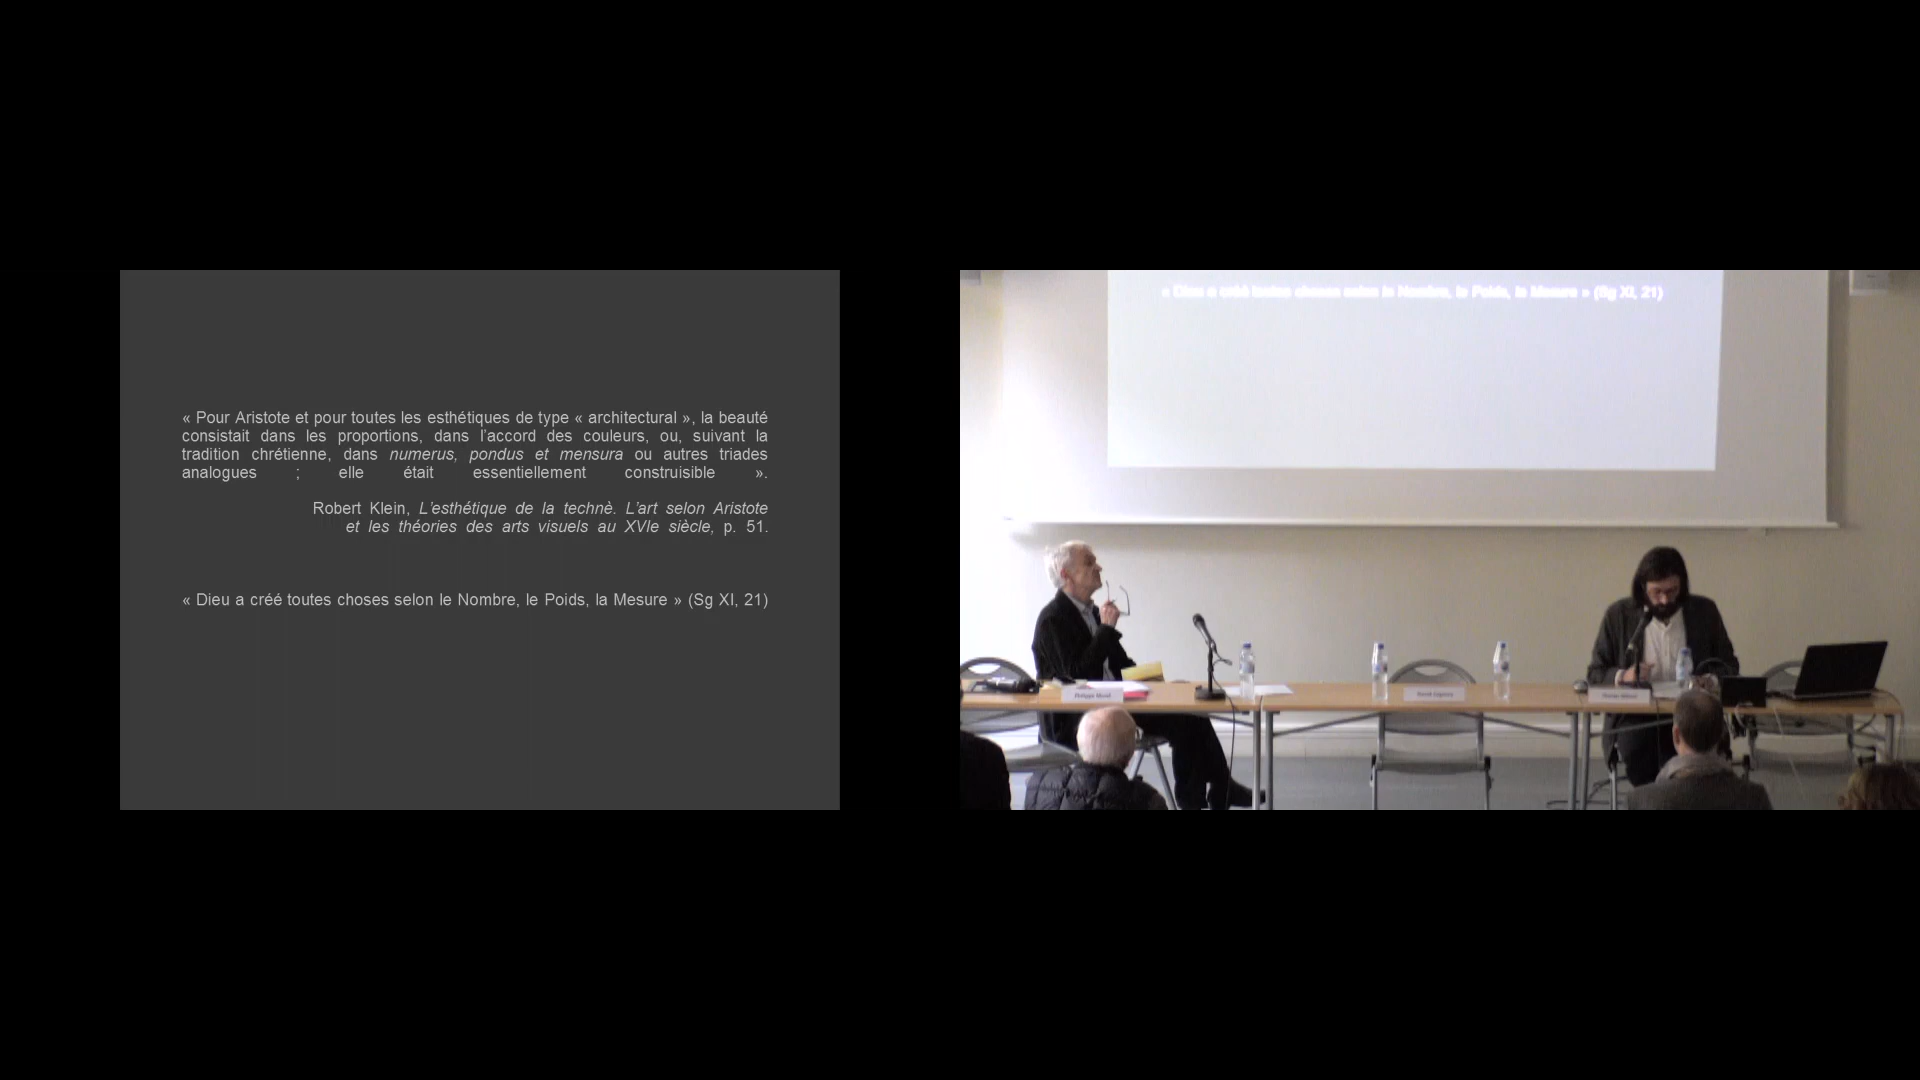 « Pour Aristote et pour toutes les esthétiques de type « architectural », la beauté
consistait dans les proportions, dans l’accord des couleurs, ou, suivant la
tradition chrétienne, dans numerus, pondus et mensura ou autres triades
analogues ; elle était essentiellement construisible ».
Robert Klein, L’esthétique de la technè. L’art selon Aristote
et les théories des arts visuels au XVIe siècle, p. 51.
« Dieu a créé toutes choses selon le Nombre, le Poids, la Mesure » (Sg XI, 21)
« Dieu a créé toutes choses selon le Nombre, le Poids, la Mesure » (Sg XI, 21)